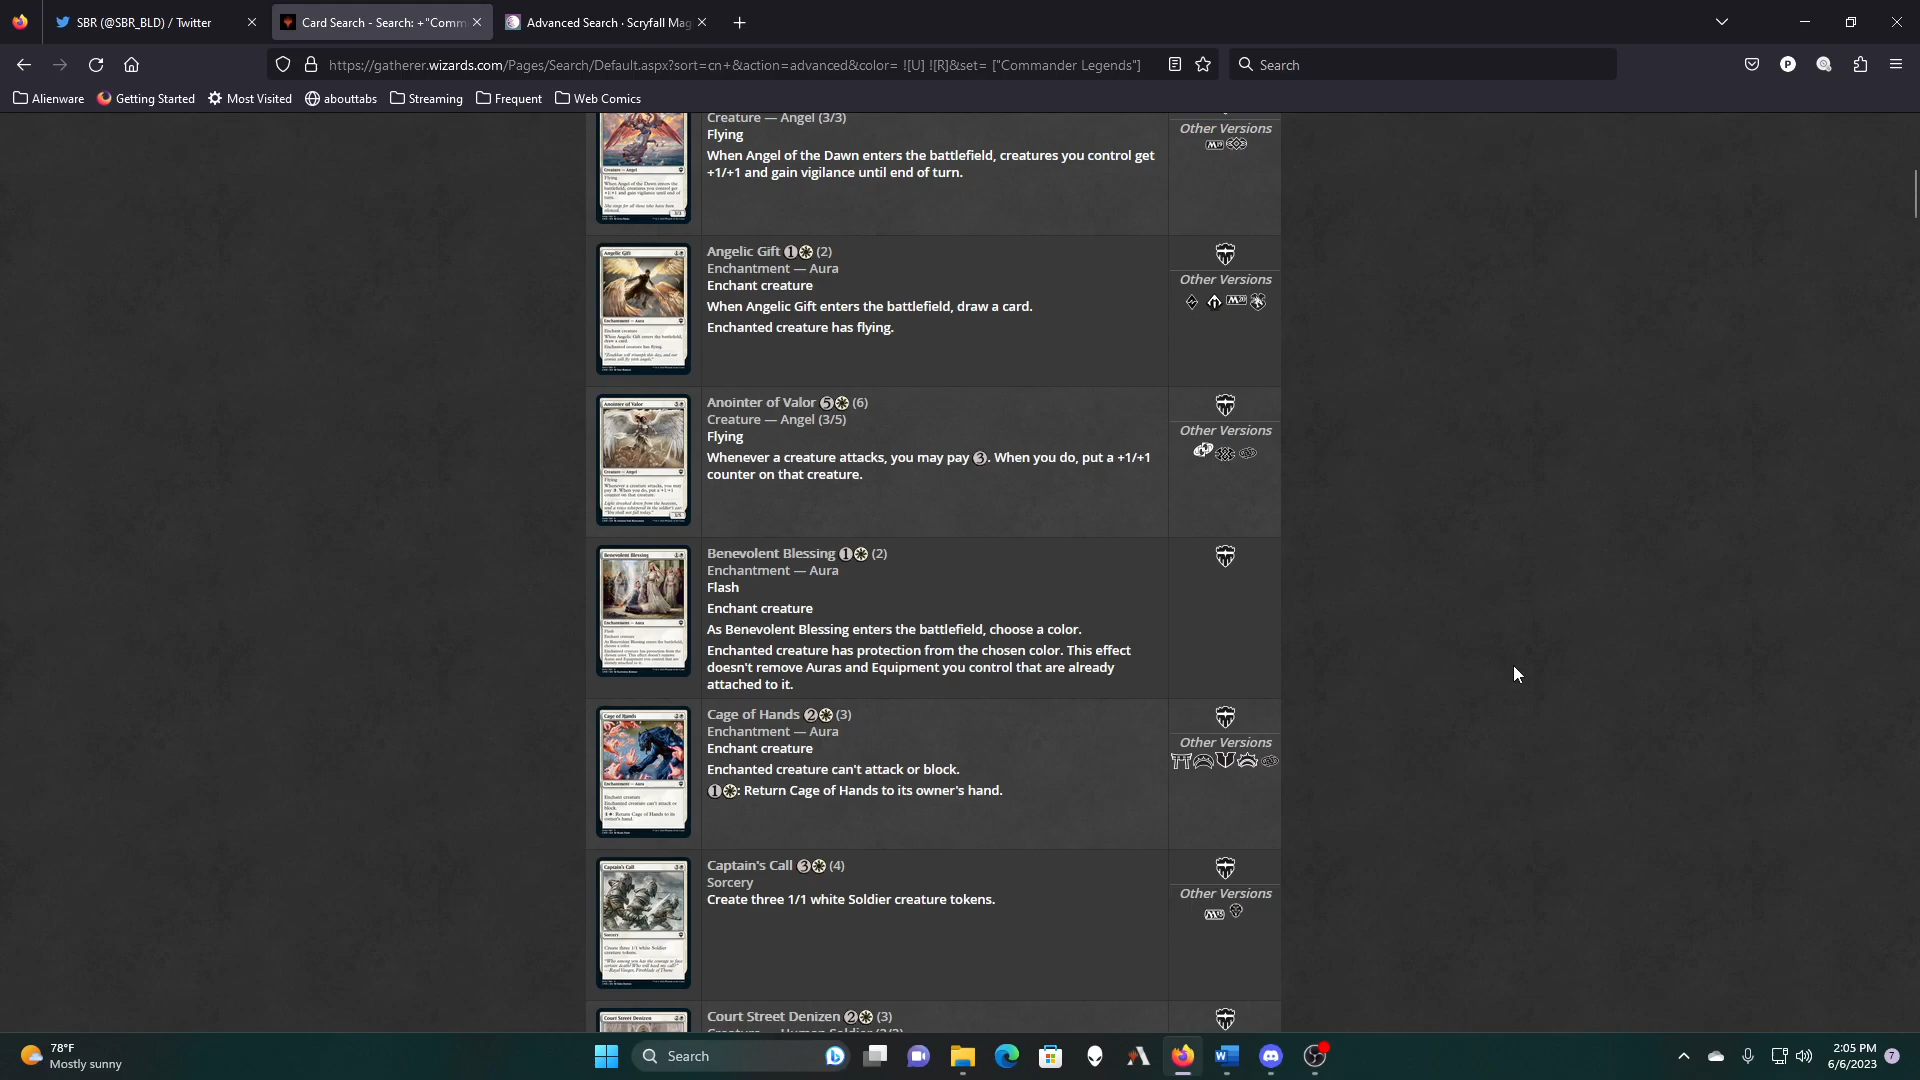 SBR (@SBR_BLD) / Twitter
Card Search - Search: +"Comm
Advanced Search · Scryfall Mag
https://gatherer.wizards.com/Pages/Search/Default.aspx?sort=cn+&action=advanced&color= ![U] ![R]&set= ["Commander Legends"]
Search
Alienware
Getting Started
Most Visited
abouttabs
Streaming
Frequent
Web Comics
Creature — Angel (3/3)
Flying
When Angel of the Dawn enters the battlefield, creatures you control get
+1/+1 and gain vigilance until end of turn.
Other Versions
Angelic Gift 1 (2)
Enchantment — Aura
Enchant creature
When Angelic Gift enters the battlefield, draw a card.
Enchanted creature has flying.
Other Versions
Anointer of Valor 5 (6)
Creature — Angel (3/5)
Flying
Whenever a creature attacks, you may pay 3. When you do, put a +1/+1
counter on that creature.
Other Versions
Benevolent Blessing 1 (2)
Enchantment — Aura
Flash
Enchant creature
As Benevolent Blessing enters the battlefield, choose a color.
Enchanted creature has protection from the chosen color. This effect
doesn't remove Auras and Equipment you control that are already
attached to it.
Cage of Hands 2 (3)
Enchantment — Aura
Enchant creature
Enchanted creature can't attack or block.
1: Return Cage of Hands to its owner's hand.
Other Versions
Captain's Call 3 (4)
Sorcery
Create three 1/1 white Soldier creature tokens.
Other Versions
Court Street Denizen 2 (3)
78°F
Mostly sunny
Search
2:05 PM
6/6/2023
7